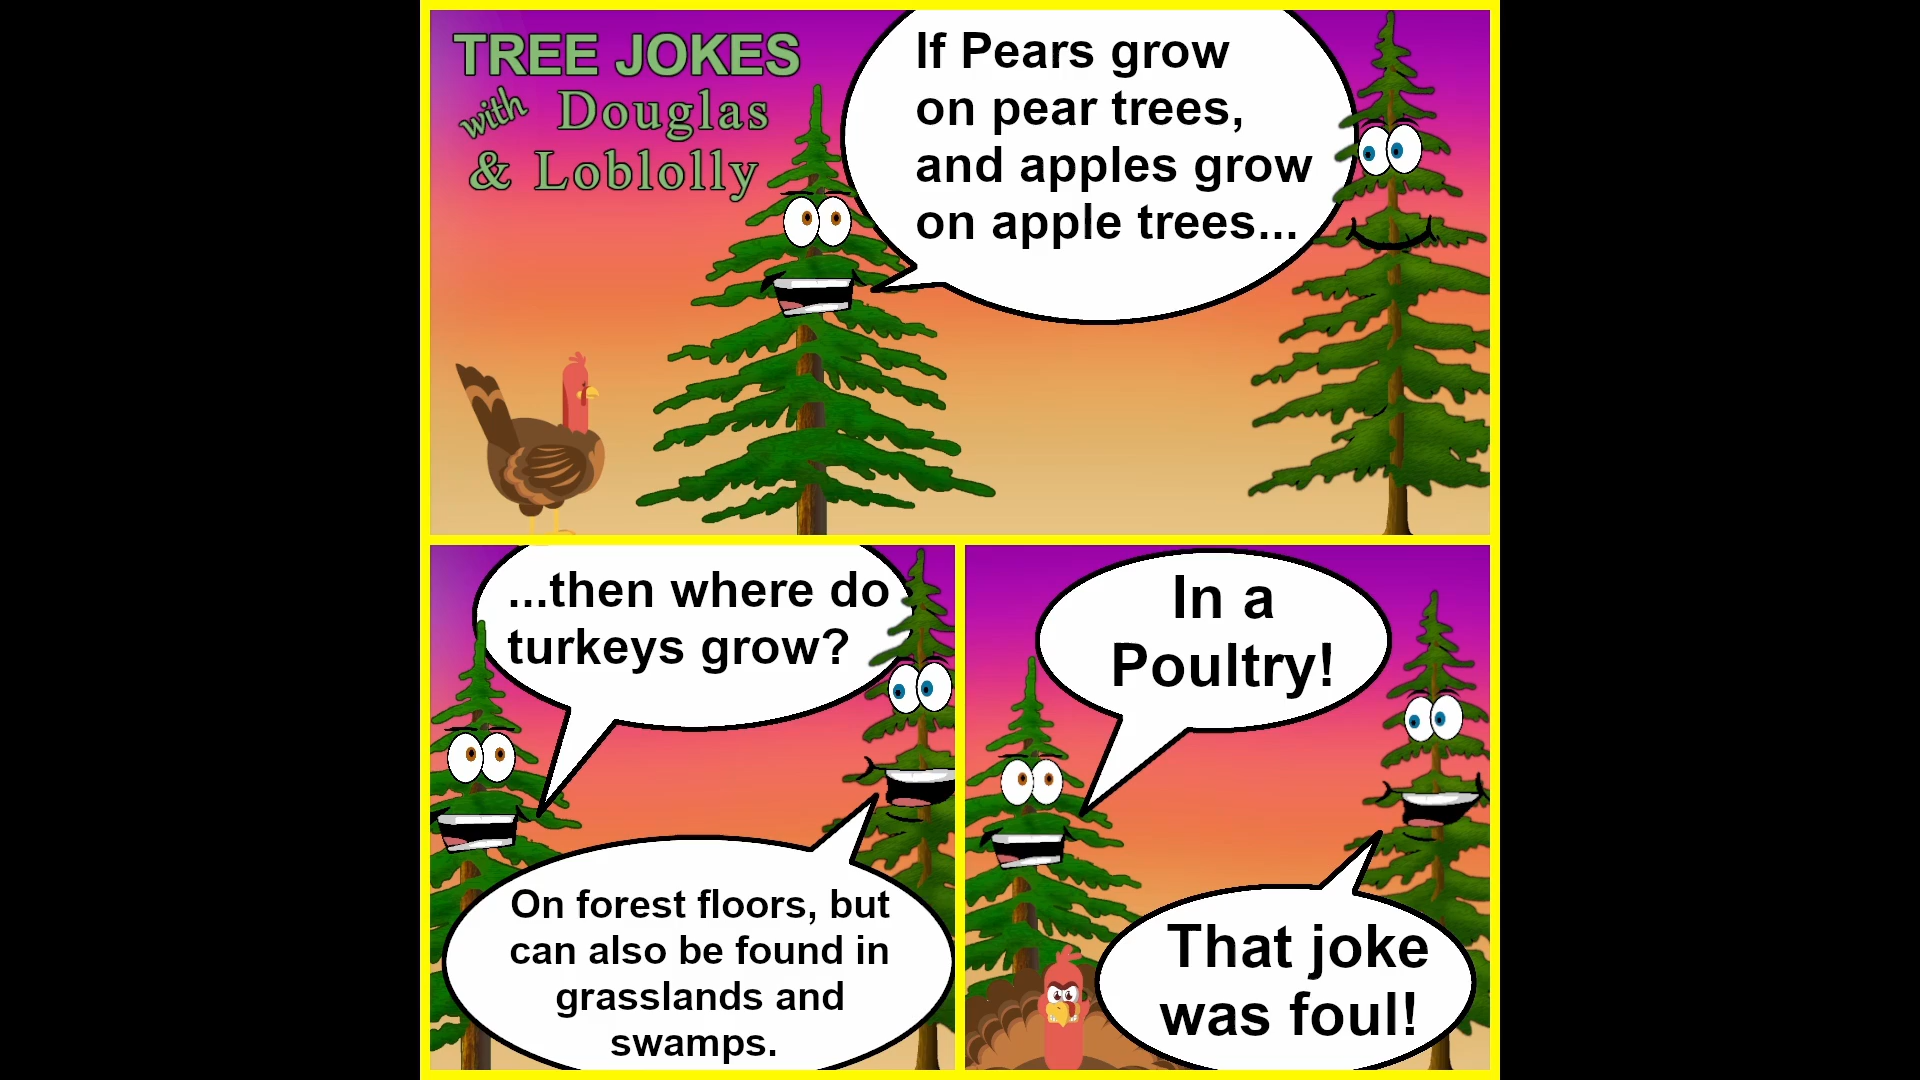 TREE JOKES
with Douglas
& Loblolly
If Pears grow
on pear trees,
and apples grow
on apple trees...
...then where do
turkeys grow?
On forest floors, but
can also be found in
grasslands and
swamps.
In a
Poultry!
That joke
was foul!